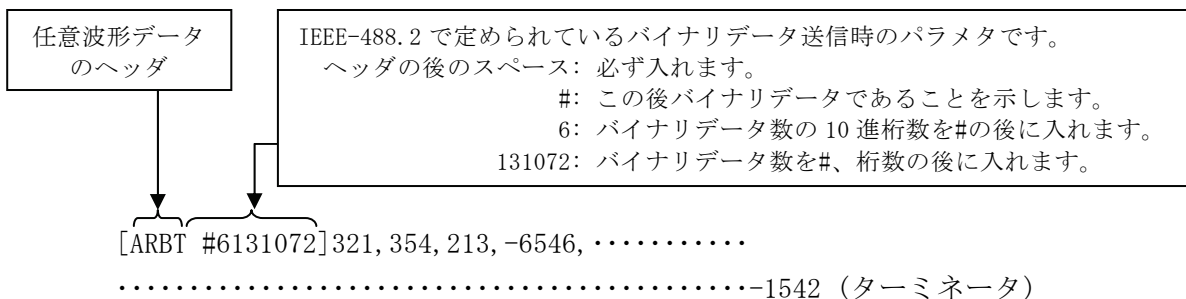 任意波形データ
のヘッダ
IEEE-488.2 で定められているバイナリデータ送信時のパラメタです。
ヘッダの後のスペース: 必ず入れます。
#: この後バイナリデータであることを示します。
6: バイナリデータ数の 10 進桁数を#の後に入れます。
131072: バイナリデータ数を#、桁数の後に入れます。
[ARBT #6131072]321,354,213,-6546,・・・・・・・・・・・
・・・・・・・・・・・・・・・・・・・・・・・・・・・・・・・・・・・・・・・・・・・・-1542 (ターミネータ)